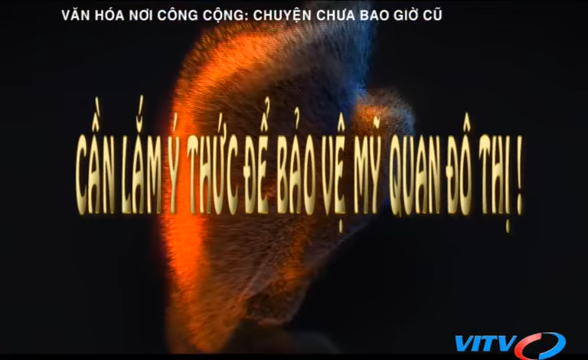 VĂN HÓA NƠI CÔNG CỘNG: CHUYỆN CHƯA BAO GIỜ CŨ
CẦN LẮM Ý THỨC ĐỂ BẢO VỆ MỸ QUAN ĐÔ THỊ !
VITV